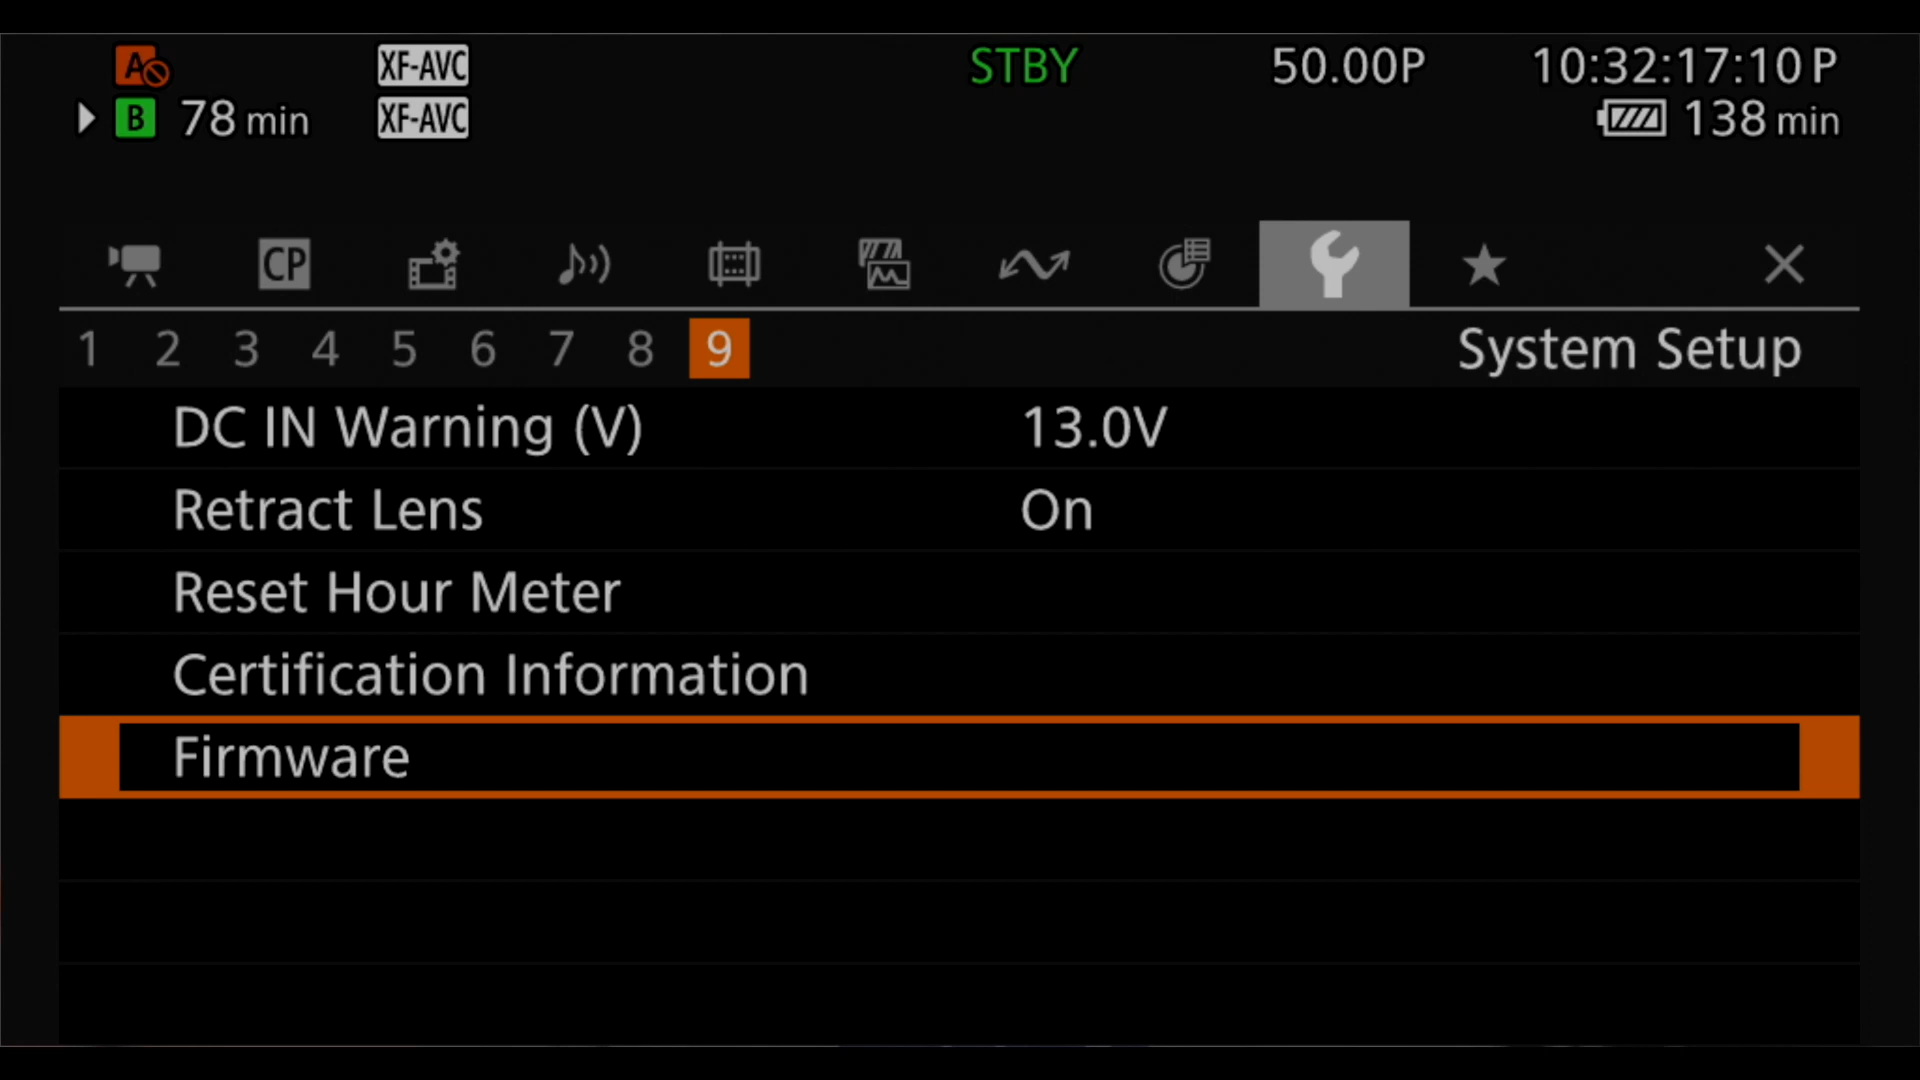 A XF-AVC STBY 50.00P 10:32:17:10 P
B 78 min XF-AVC 138 min
CP
1 2 3 4 5 6 7 8 9 System Setup
DC IN Warning (V) 13.0V
Retract Lens On
Reset Hour Meter
Certification Information
Firmware